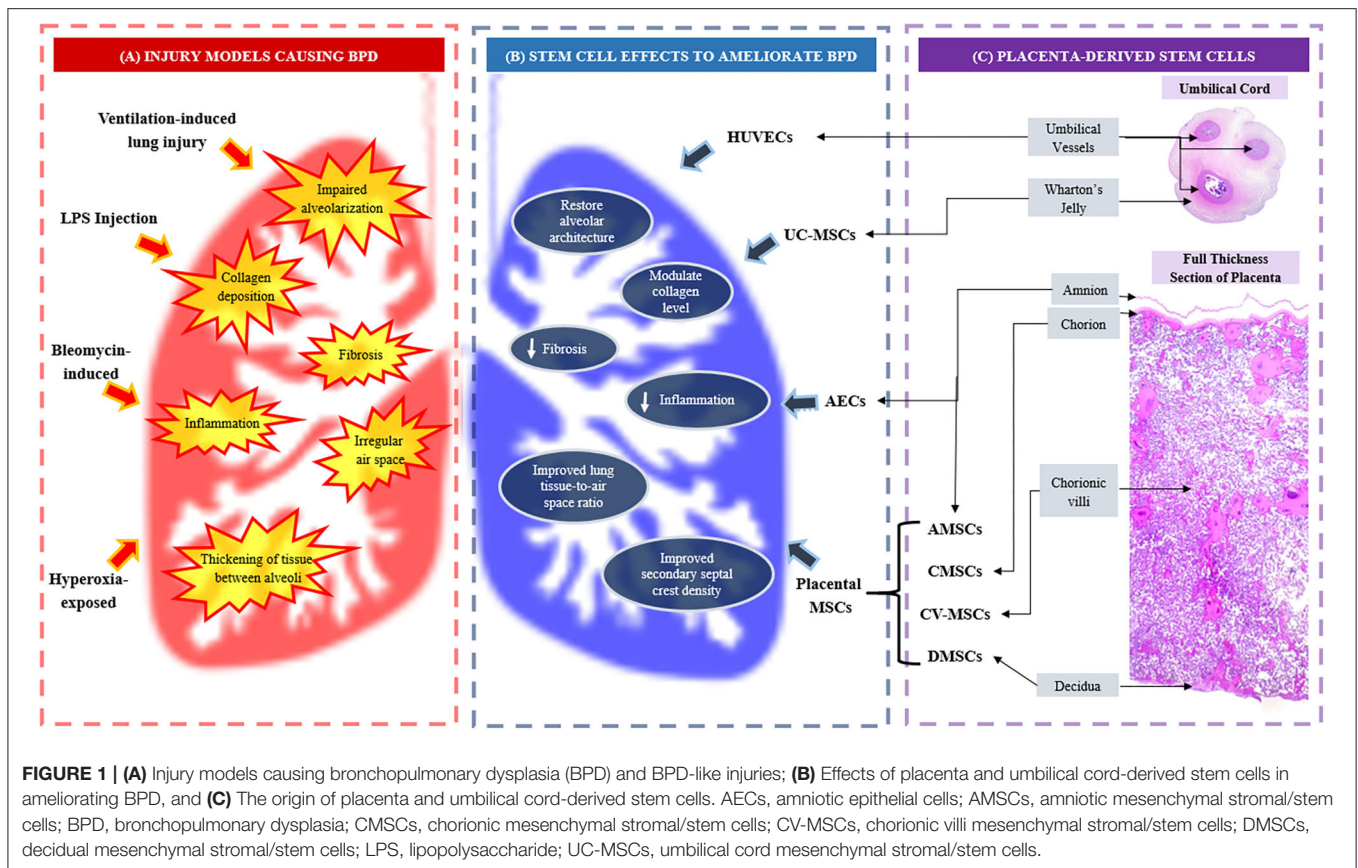 (A) INJURY MODELS CAUSING BPD
Ventilation-induced
lung injury
LPS Injection
Bleomycin-
induced
Hyperoxia-
exposed
Impaired
alveolarization
Collagen
deposition
Fibrosis
Inflammation
Irregular
air space
Thickening of tissue
between alveoli
(B) STEM CELL EFFECTS TO AMELIORATE BPD
Restore
alveolar
architecture
Modulate
collagen
level
↓ Fibrosis
↓ Inflammation
Improved lung
tissue-to-air
space ratio
Improved
secondary septal
crest density
HUVECs
UC-MSCs
AECs
Placental
MSCs
(C) PLACENTA-DERIVED STEM CELLS
AMSCs
CMSCs
CV-MSCs
DMSCs
Umbilical Cord
Umbilical
Vessels
Wharton's
Jelly
Full Thickness
Section of Placenta
Amnion
Chorion
Chorionic
villi
Decidua
FIGURE 1 | (A) Injury models causing bronchopulmonary dysplasia (BPD) and BPD-like injuries; (B) Effects of placenta and umbilical cord-derived stem cells in
ameliorating BPD, and (C) The origin of placenta and umbilical cord-derived stem cells. AECs, amniotic epithelial cells; AMSCs, amniotic mesenchymal stromal/stem
cells; BPD, bronchopulmonary dysplasia; CMSCs, chorionic mesenchymal stromal/stem cells; CV-MSCs, chorionic villi mesenchymal stromal/stem cells; DMSCs,
decidual mesenchymal stromal/stem cells; LPS, lipopolysaccharide; UC-MSCs, umbilical cord mesenchymal stromal/stem cells.